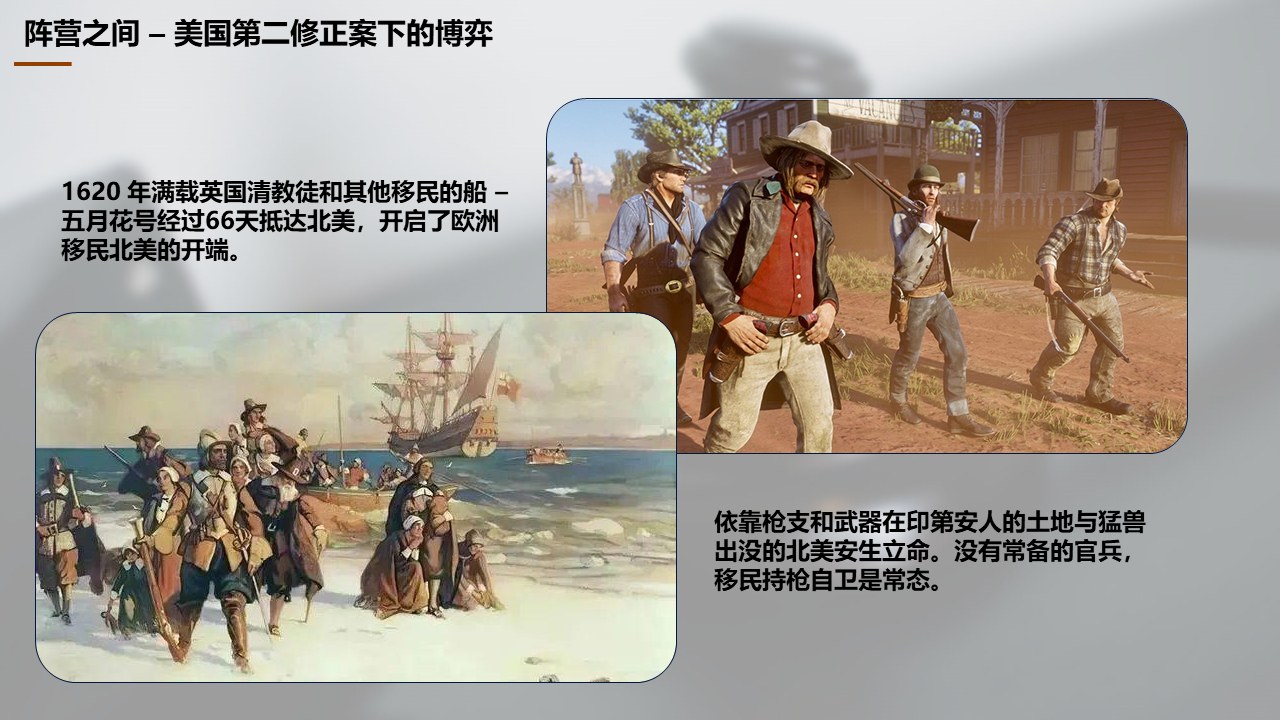 阵营之间 – 美国第二修正案下的博弈
1620 年满载英国清教徒和其他移民的船 –
五月花号经过66天抵达北美，开启了欧洲
移民北美的开端。
VACANCY
依靠枪支和武器在印第安人的土地与猛兽
出没的北美安生立命。没有常备的官兵，
移民持枪自卫是常态。